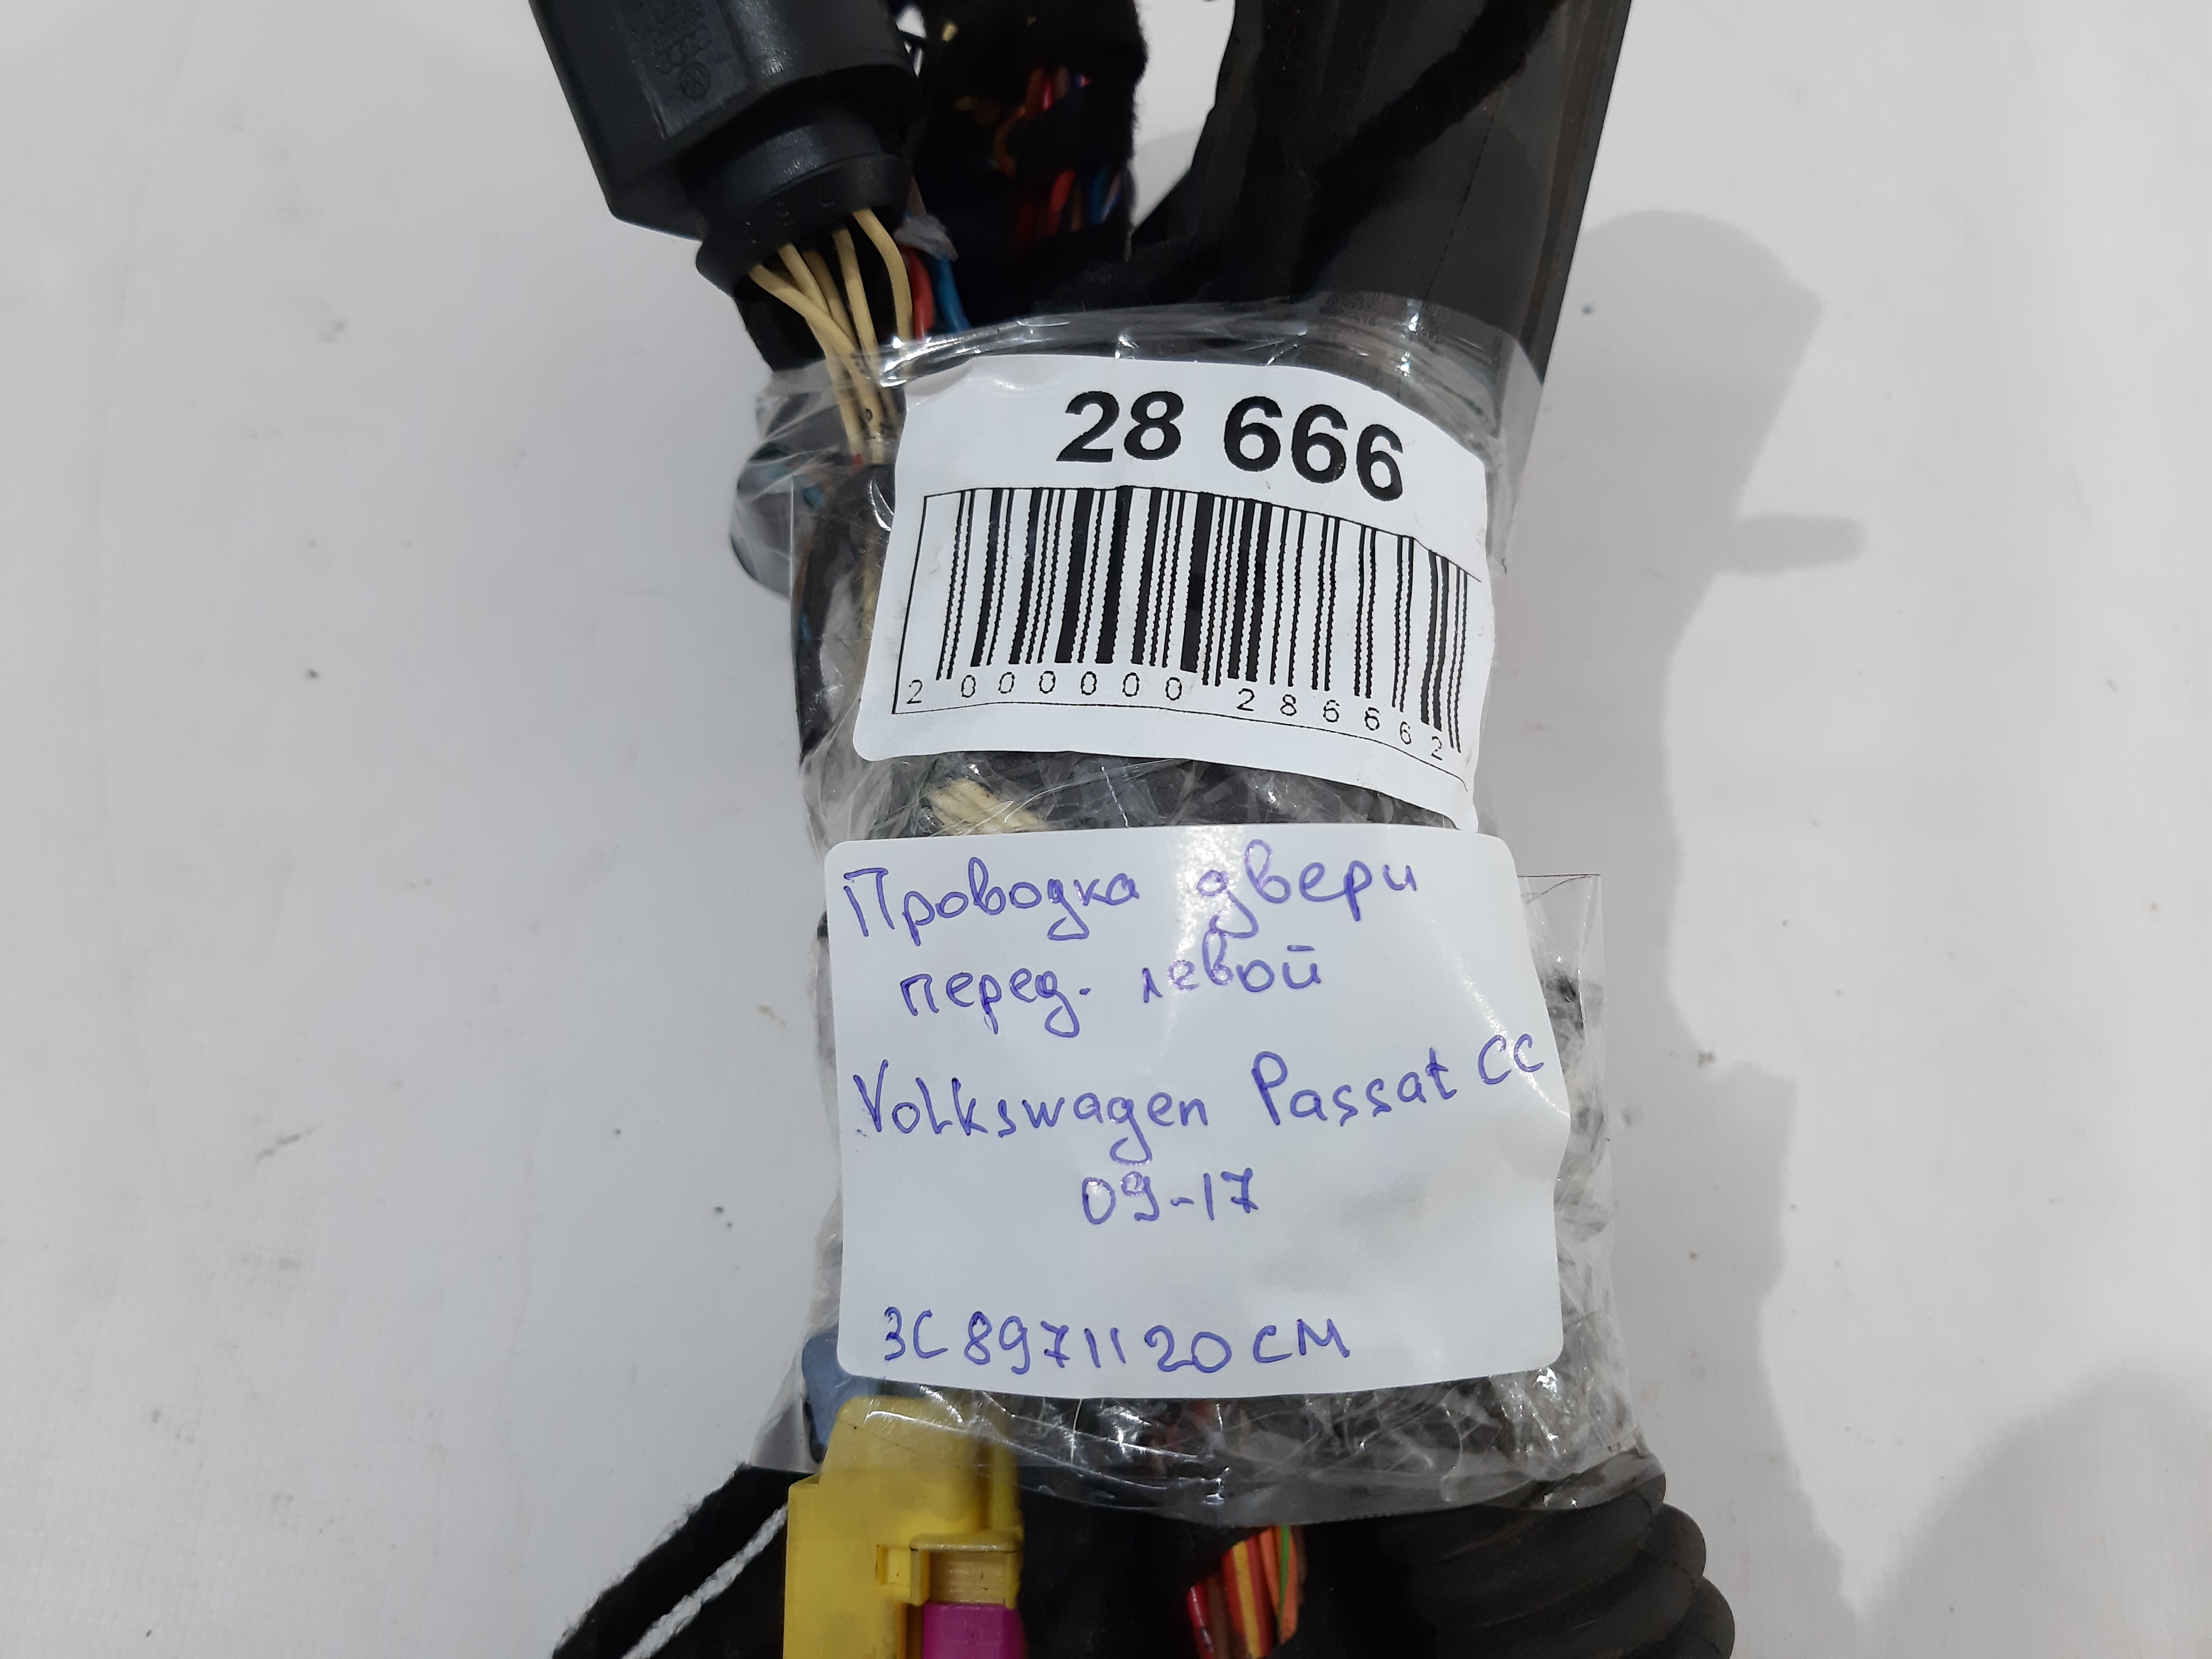 28 666
2 000000 286662
Проводка двери
перед. левой
Volkswagen Passat CC
09-17
3C8971120CM